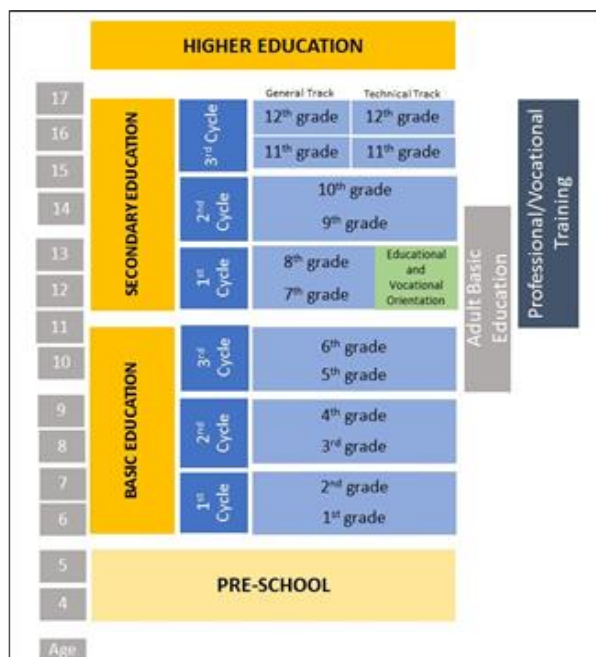 HIGHER EDUCATION
17
16
15
14
13
12
11
10
9
8
7
6
5
4
Age
SECONDARY EDUCATION
3rd Cycle
General Track
Technical Track
12th grade
12th grade
11th grade
11th grade
2nd Cycle
10th grade
9th grade
1st Cycle
8th grade
7th grade
Educational
and
Vocational
Orientation
BASIC EDUCATION
3rd Cycle
6th grade
5th grade
2nd Cycle
4th grade
3rd grade
1st Cycle
2nd grade
1st grade
Adult Basic
Education
Professional/Vocational
Training
PRE-SCHOOL